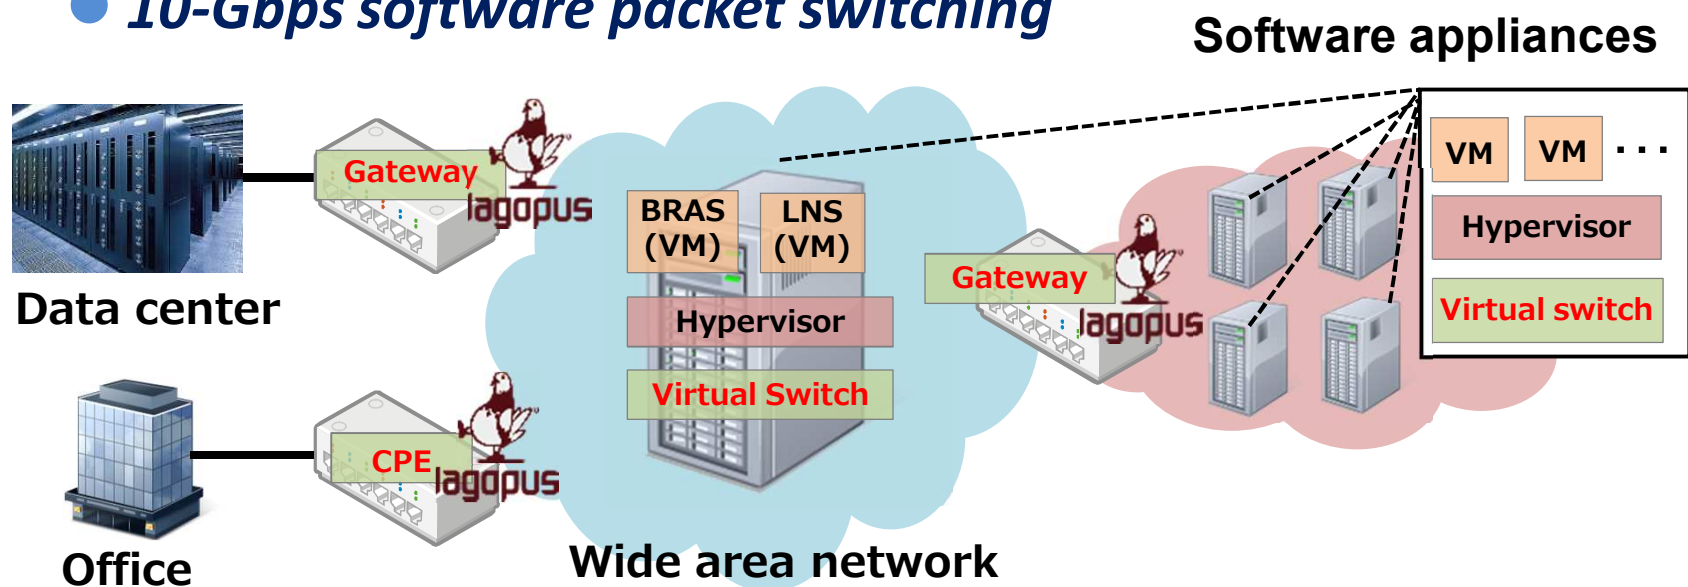 10-Gbps software packet switching
Software appliances
Gateway
lagopus
Data center
BRAS
(VM)
LNS
(VM)
Hypervisor
Virtual Switch
Gateway
lagopus
VM
VM
...
Hypervisor
Virtual switch
CPE
lagopus
Office
Wide area network